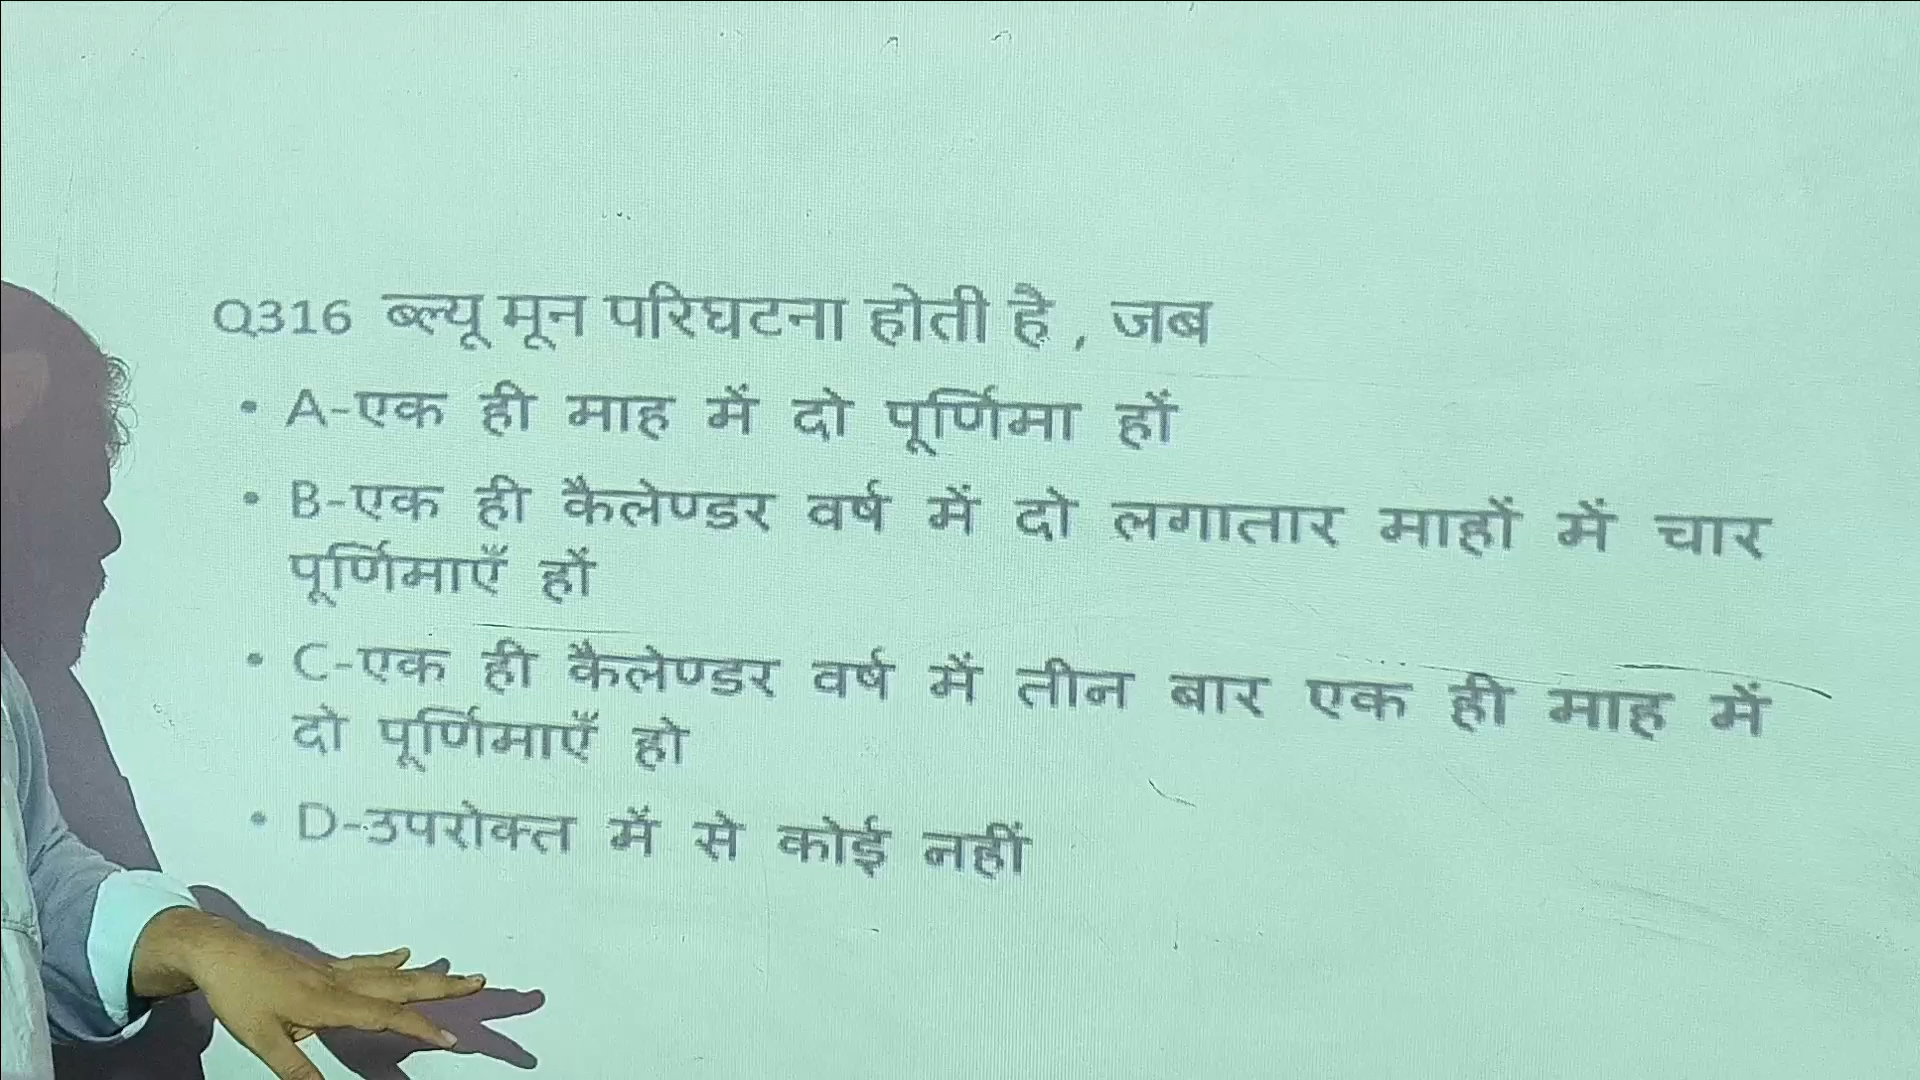 Q316 ब्ल्यू मून परिघटना होती है , जब
• A-एक ही माह में दो पूर्णिमा हों
• B-एक ही कैलेण्डर वर्ष में दो लगातार माहों में चार
पूर्णिमाएँ हों
• C-एक ही कैलेण्डर वर्ष में तीन बार एक ही माह में
दो पूर्णिमाएँ हो
• D-उपरोक्त में से कोई नहीं